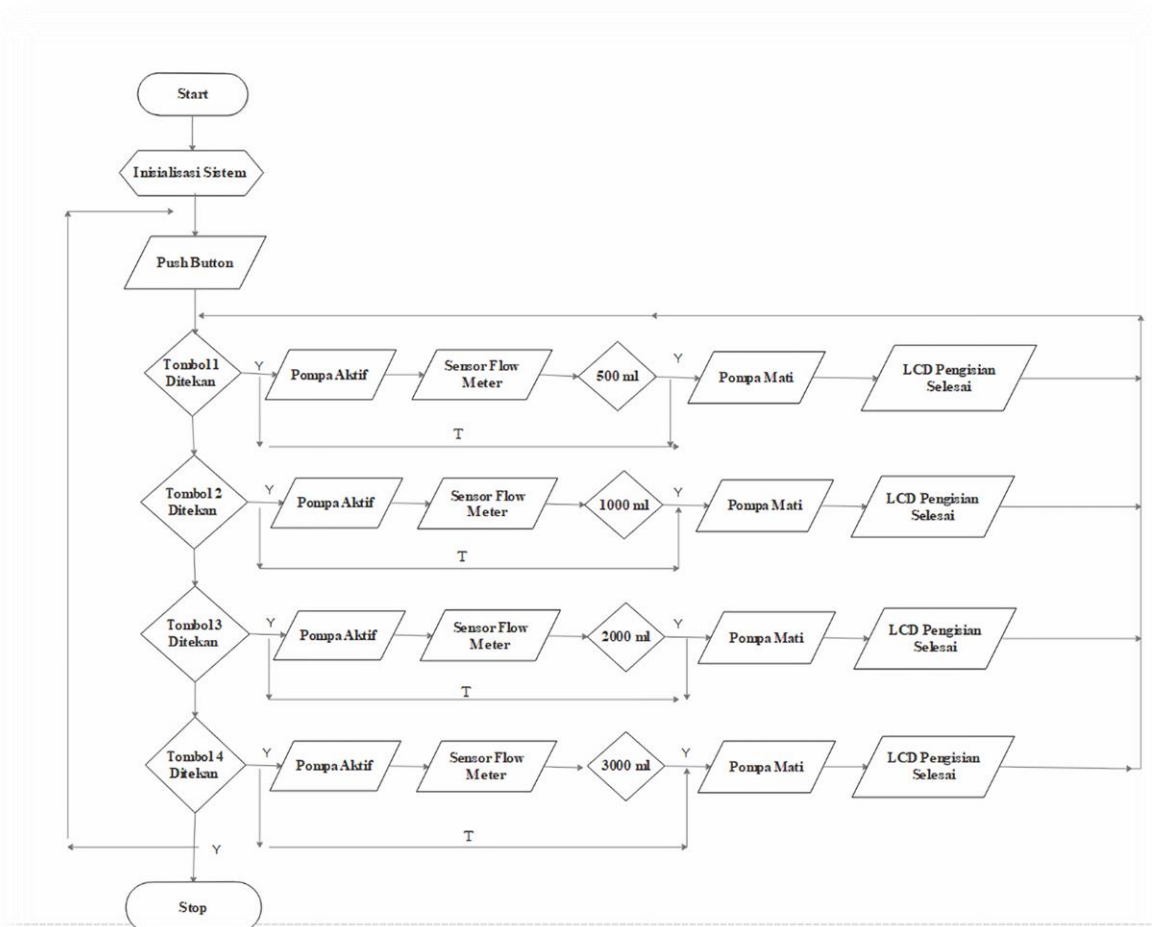 Start
Inisialisasi Sistem
Push Button
Tombol 1
Ditekan
Y
Pompa Aktif
Sensor Flow
Meter
500 ml
Y
Pompa Mati
LCD Pengisian
Selesai
T
Tombol 2
Ditekan
Y
Pompa Aktif
Sensor Flow
Meter
1000 ml
Y
Pompa Mati
LCD Pengisian
Selesai
T
Tombol 3
Ditekan
Y
Pompa Aktif
Sensor Flow
Meter
2000 ml
Y
Pompa Mati
LCD Pengisian
Selesai
T
Tombol 4
Ditekan
Y
Pompa Aktif
Sensor Flow
Meter
3000 ml
Y
Pompa Mati
LCD Pengisian
Selesai
T
Y
Stop